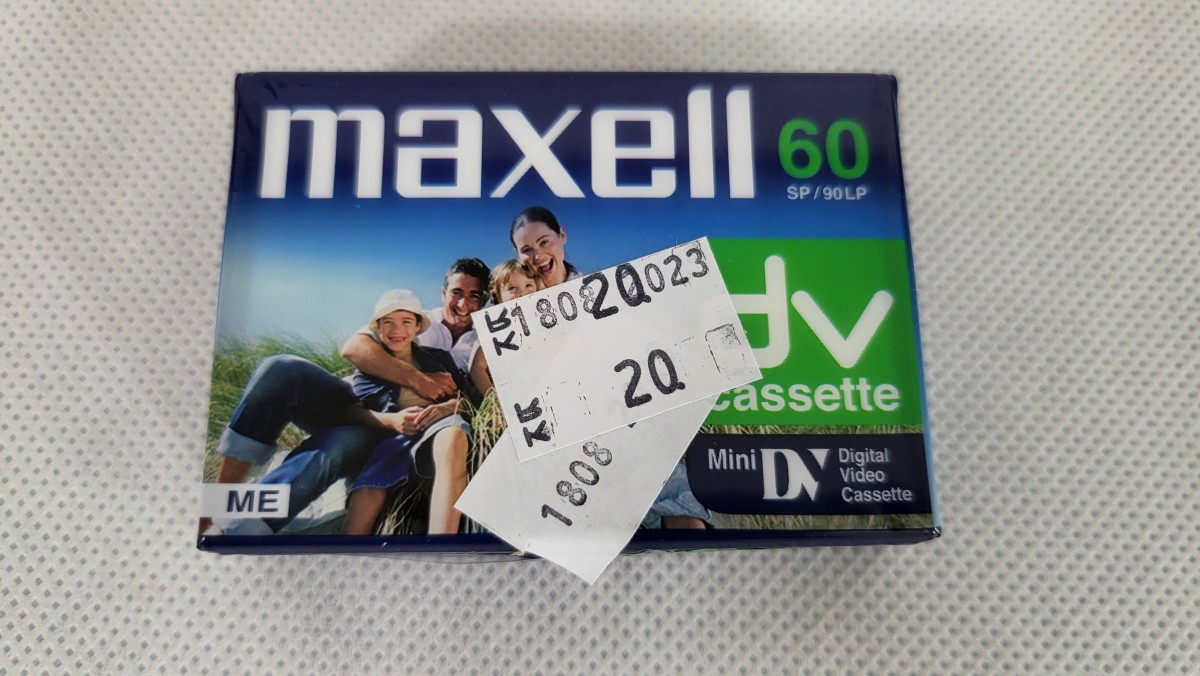 maxell
60
SP/90LP
dv
cassette
1808
20
023
20
1808
ME
Mini DV
Digital
Video
Cassette